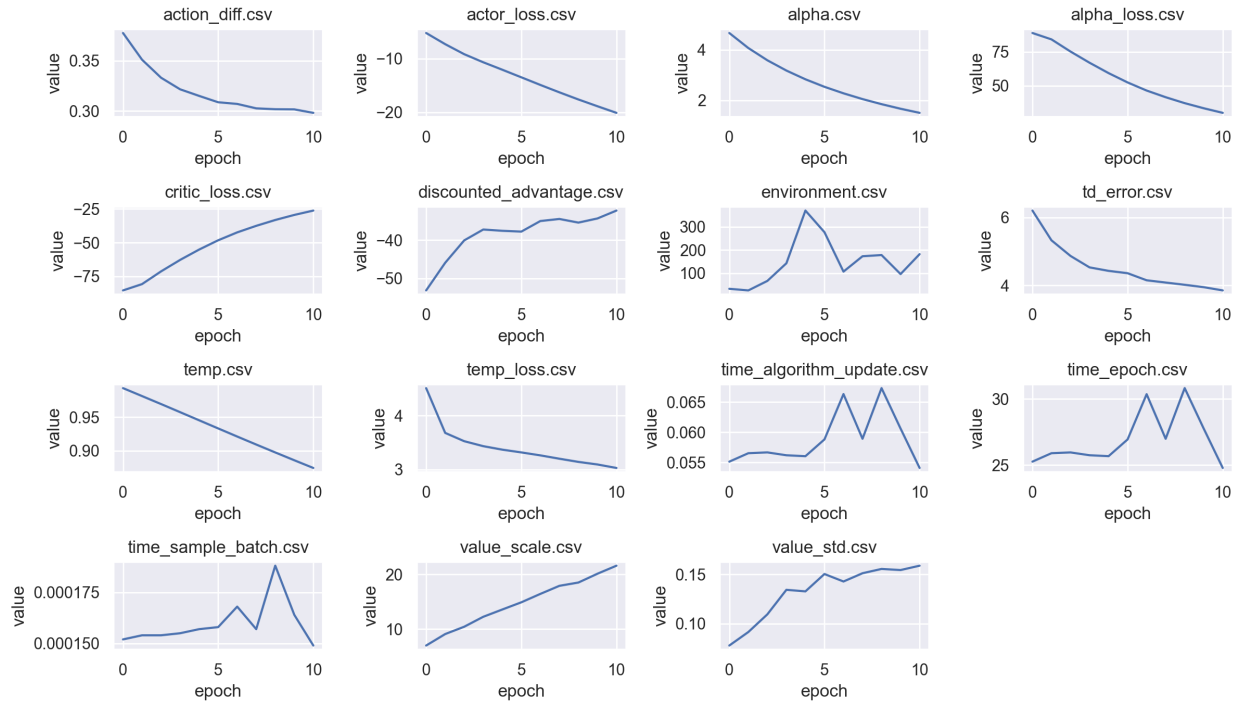 action_diff.csv
value
0.35
0.30
0 5 10
epoch
actor_loss.csv
value
−10
−20
0 5 10
epoch
alpha.csv
value
4
2
0 5 10
epoch
alpha_loss.csv
value
75
50
0 5 10
epoch
critic_loss.csv
value
−25
−50
−75
0 5 10
epoch
discounted_advantage.csv
value
−40
−50
0 5 10
epoch
environment.csv
value
300
200
100
0 5 10
epoch
td_error.csv
value
6
4
0 5 10
epoch
temp.csv
value
0.95
0.90
0 5 10
epoch
temp_loss.csv
value
4
3
0 5 10
epoch
time_algorithm_update.csv
value
0.065
0.060
0.055
0 5 10
epoch
time_epoch.csv
value
30
25
0 5 10
epoch
time_sample_batch.csv
value
0.000175
0.000150
0 5 10
epoch
value_scale.csv
value
20
10
0 5 10
epoch
value_std.csv
value
0.15
0.10
0 5 10
epoch